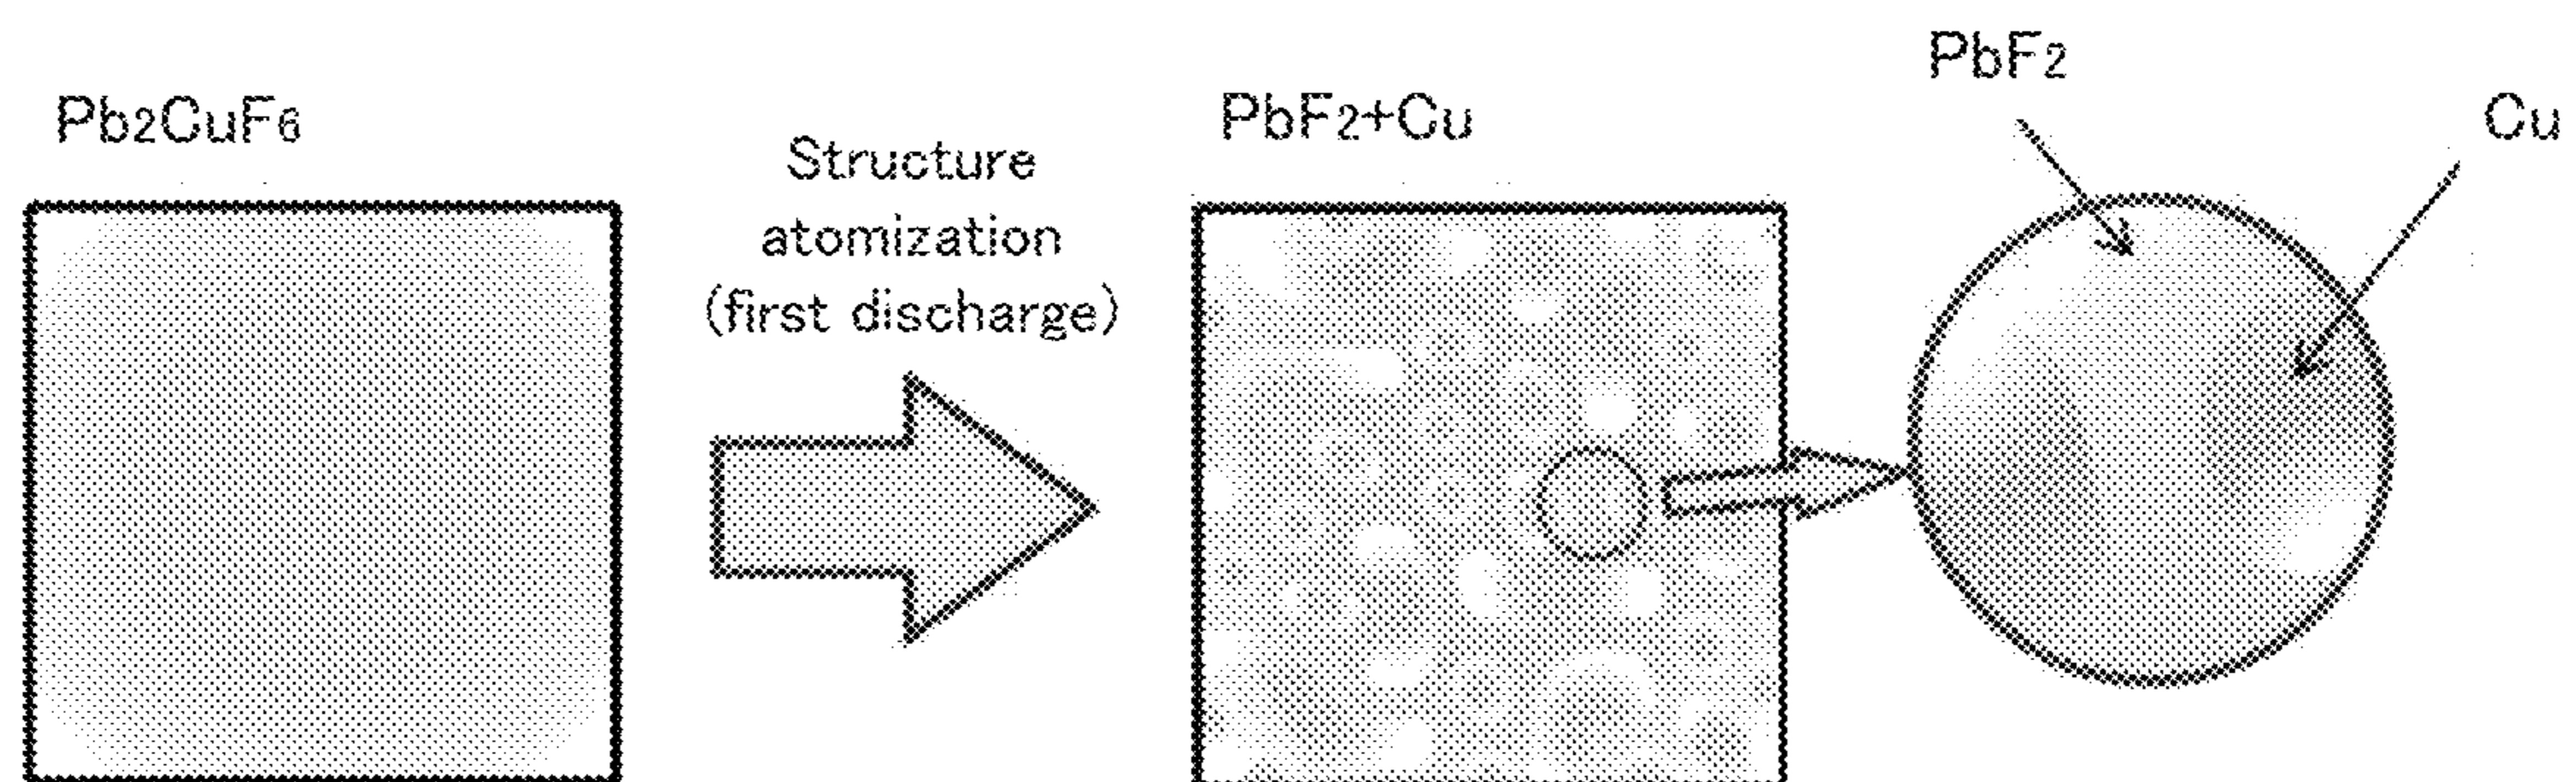 Pb2CuF6
Structure
atomization
(first discharge)
PbF2+Cu
PbF2
Cu